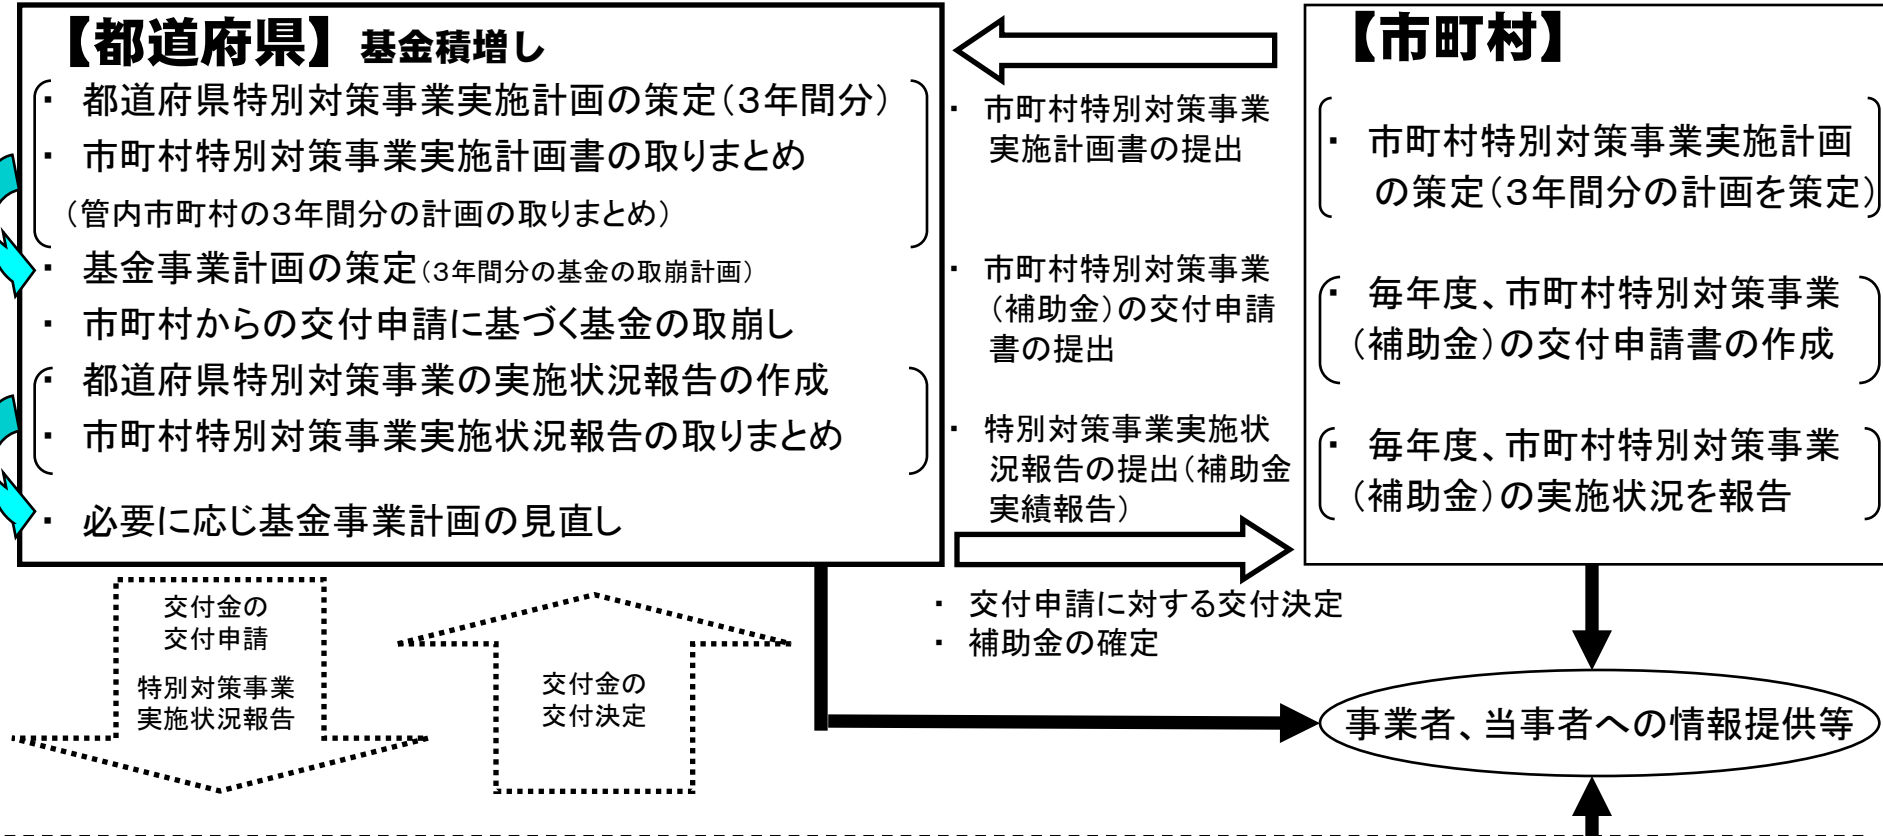 【都道府県】基金積増し
・ 都道府県特別対策事業実施計画の策定（３年間分）
・ 市町村特別対策事業実施計画書の取りまとめ
（管内市町村の３年間分の計画の取りまとめ）
・ 基金事業計画の策定（３年間分の基金の取崩計画）
・ 市町村からの交付申請に基づく基金の取崩し
・ 都道府県特別対策事業の実施状況報告の作成
・ 市町村特別対策事業実施状況報告の取りまとめ
・ 必要に応じ基金事業計画の見直し
・ 市町村特別対策事業
実施計画書の提出
・ 市町村特別対策事業
（補助金）の交付申請
書の提出
・ 特別対策事業実施状
況報告の提出（補助金
実績報告）
・ 交付申請に対する交付決定
・ 補助金の確定
【市町村】
・ 市町村特別対策事業実施計画
の策定（３年間分の計画を策定）
・ 毎年度、市町村特別対策事業
（補助金）の交付申請書の作成
・ 毎年度、市町村特別対策事業
（補助金）の実施状況を報告
交付金の
交付申請
特別対策事業
実施状況報告
交付金の
交付決定
事業者、当事者への情報提供等